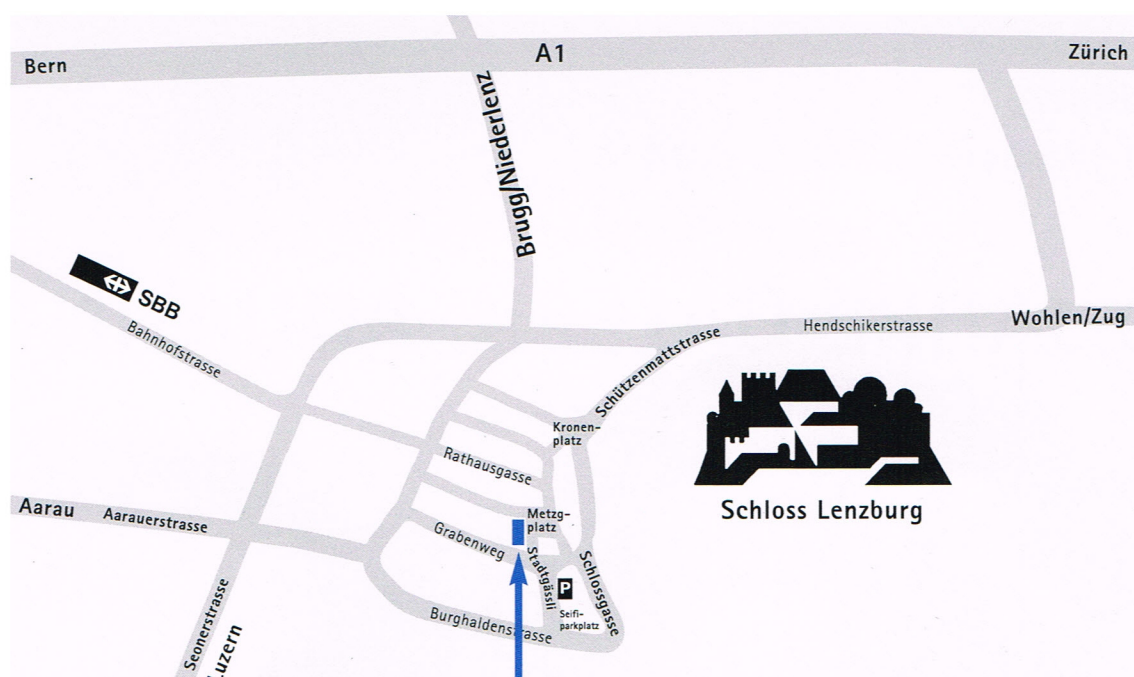 Bern
A1
Zürich
Brugg/Niederlenz
SBB
Bahnhofstrasse
Hendschikerstrasse
Wohlen/Zug
Schützenmattstrasse
Kronen-
platz
Rathausgasse
Schloss Lenzburg
Aarau
Aarauerstrasse
Metzg-
platz
Grabenweg
Stadtgässli
Schlossgasse
P
Seifi-
parkplatz
Burghaldenstrasse
Seonerstrasse
Luzern